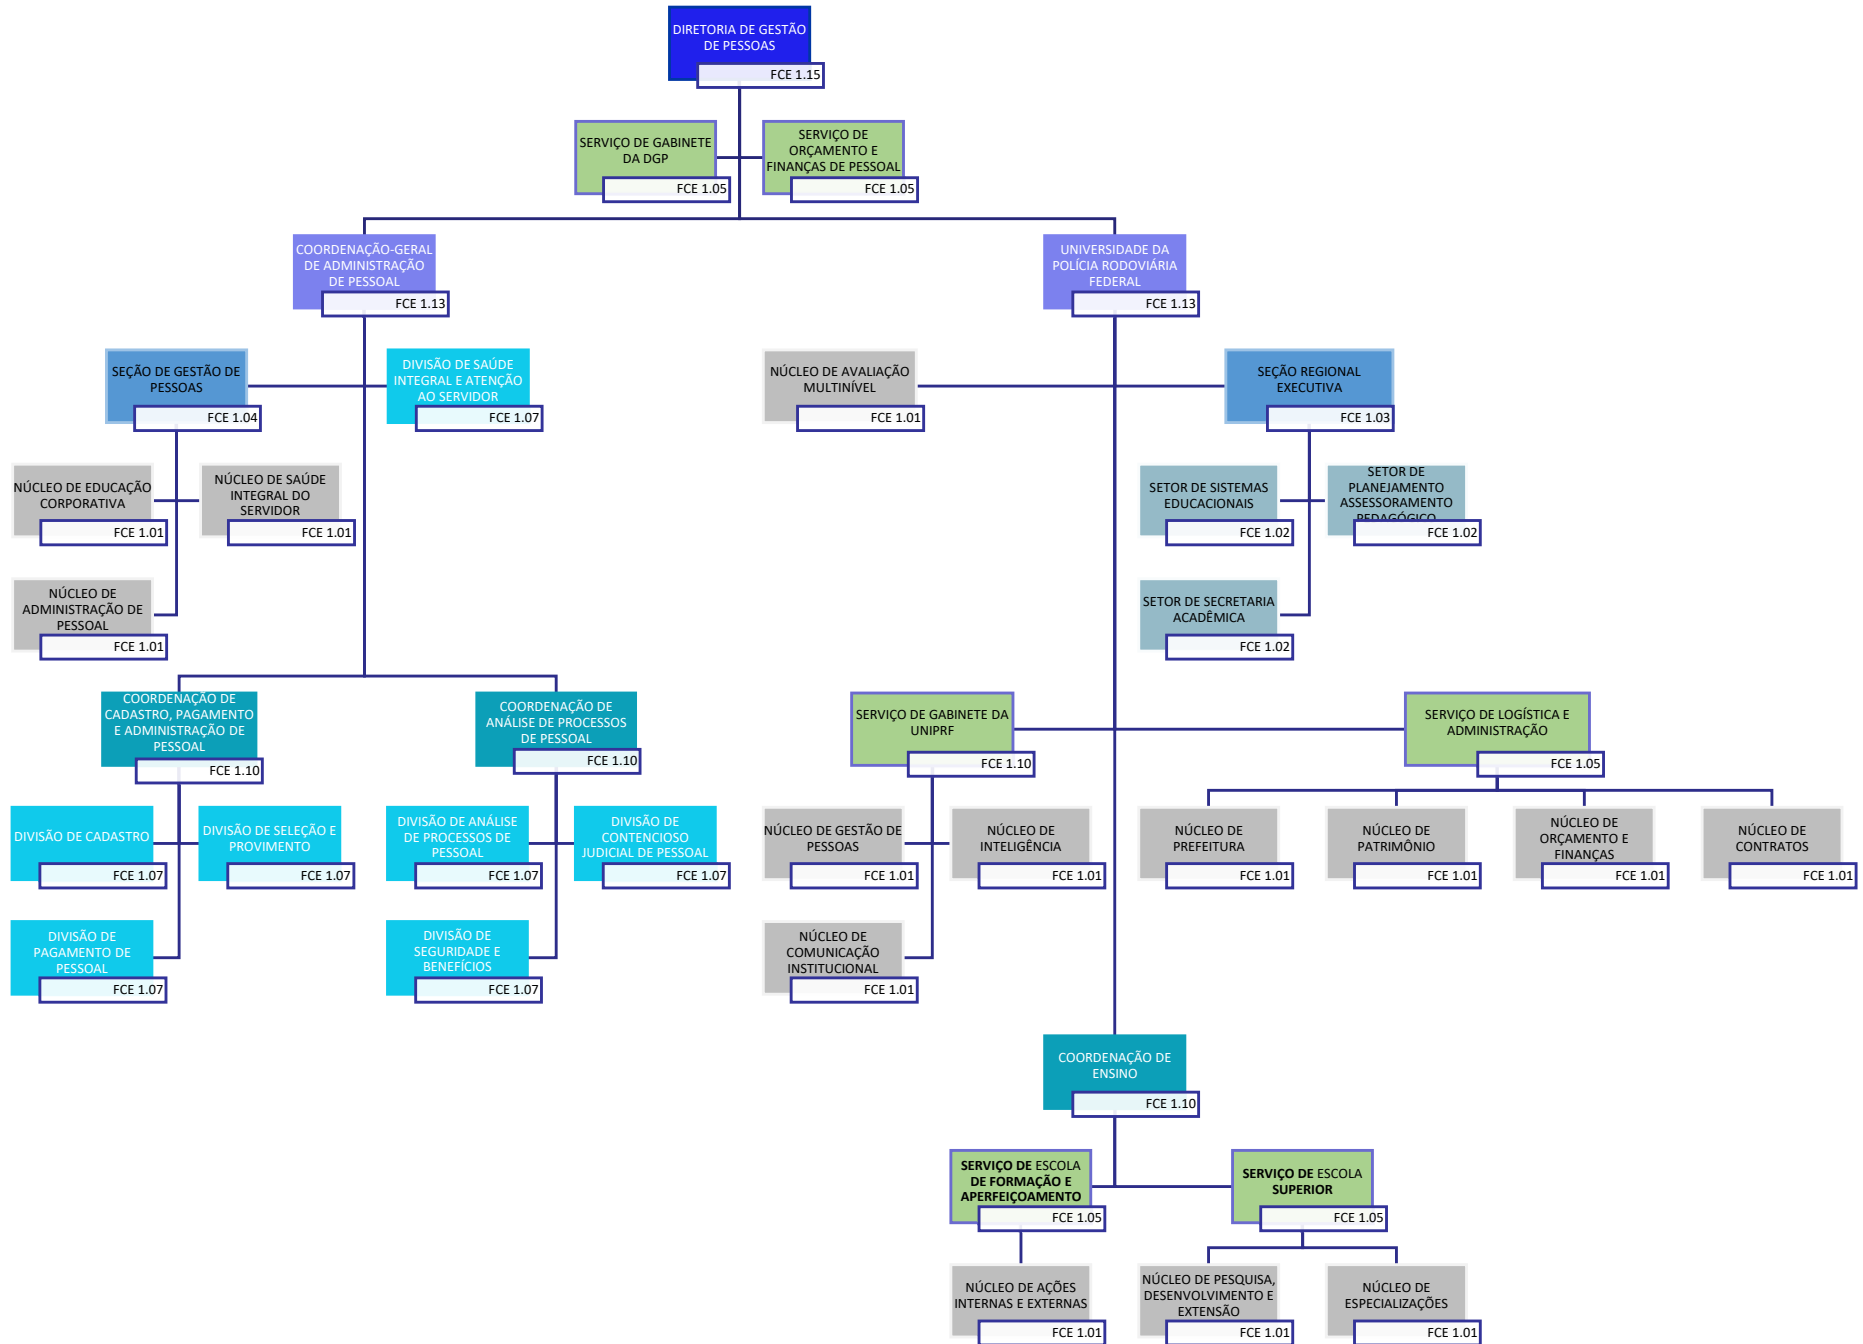 DIRETORIA DE GESTÃO
DE PESSOAS
FCE 1.15
SERVIÇO DE GABINETE
DA DGP
FCE 1.05
SERVIÇO DE
ORÇAMENTO E
FINANÇAS DE PESSOAL
FCE 1.05
COORDENAÇÃO-GERAL
DE ADMINISTRAÇÃO
DE PESSOAL
FCE 1.13
UNIVERSIDADE DA
POLÍCIA RODOVIÁRIA
FEDERAL
FCE 1.13
SEÇÃO DE GESTÃO DE
PESSOAS
FCE 1.04
DIVISÃO DE SAÚDE
INTEGRAL E ATENÇÃO
AO SERVIDOR
FCE 1.07
NÚCLEO DE AVALIAÇÃO
MULTINÍVEL
FCE 1.01
SEÇÃO REGIONAL
EXECUTIVA
FCE 1.03
NÚCLEO DE EDUCAÇÃO
CORPORATIVA
FCE 1.01
NÚCLEO DE SAÚDE
INTEGRAL DO
SERVIDOR
FCE 1.01
SETOR DE SISTEMAS
EDUCACIONAIS
FCE 1.02
SETOR DE
PLANEJAMENTO
ASSESSORAMENTO
PEDAGÓGICO
FCE 1.02
NÚCLEO DE
ADMINISTRAÇÃO DE
PESSOAL
FCE 1.01
SETOR DE SECRETARIA
ACADÊMICA
FCE 1.02
COORDENAÇÃO DE
CADASTRO, PAGAMENTO
E ADMINISTRAÇÃO DE
PESSOAL
FCE 1.10
COORDENAÇÃO DE
ANÁLISE DE PROCESSOS
DE PESSOAL
FCE 1.10
SERVIÇO DE GABINETE DA
UNIPRF
FCE 1.10
SERVIÇO DE LOGÍSTICA E
ADMINISTRAÇÃO
FCE 1.05
DIVISÃO DE CADASTRO
FCE 1.07
DIVISÃO DE SELEÇÃO E
PROVIMENTO
FCE 1.07
DIVISÃO DE ANÁLISE
DE PROCESSOS DE
PESSOAL
FCE 1.07
DIVISÃO DE
CONTENCIOSO
JUDICIAL DE PESSOAL
FCE 1.07
NÚCLEO DE GESTÃO DE
PESSOAS
FCE 1.01
NÚCLEO DE
INTELIGÊNCIA
FCE 1.01
NÚCLEO DE
PREFEITURA
FCE 1.01
NÚCLEO DE
PATRIMÔNIO
FCE 1.01
NÚCLEO DE
ORÇAMENTO E
FINANÇAS
FCE 1.01
NÚCLEO DE
CONTRATOS
FCE 1.01
DIVISÃO DE
PAGAMENTO DE
PESSOAL
FCE 1.07
DIVISÃO DE
SEGURIDADE E
BENEFÍCIOS
FCE 1.07
NÚCLEO DE
COMUNICAÇÃO
INSTITUCIONAL
FCE 1.01
COORDENAÇÃO DE
ENSINO
FCE 1.10
SERVIÇO DE ESCOLA
DE FORMAÇÃO E
APERFEIÇOAMENTO
FCE 1.05
SERVIÇO DE ESCOLA
SUPERIOR
FCE 1.05
NÚCLEO DE AÇÕES
INTERNAS E EXTERNAS
FCE 1.01
NÚCLEO DE PESQUISA,
DESENVOLVIMENTO E
EXTENSÃO
FCE 1.01
NÚCLEO DE
ESPECIALIZAÇÕES
FCE 1.01